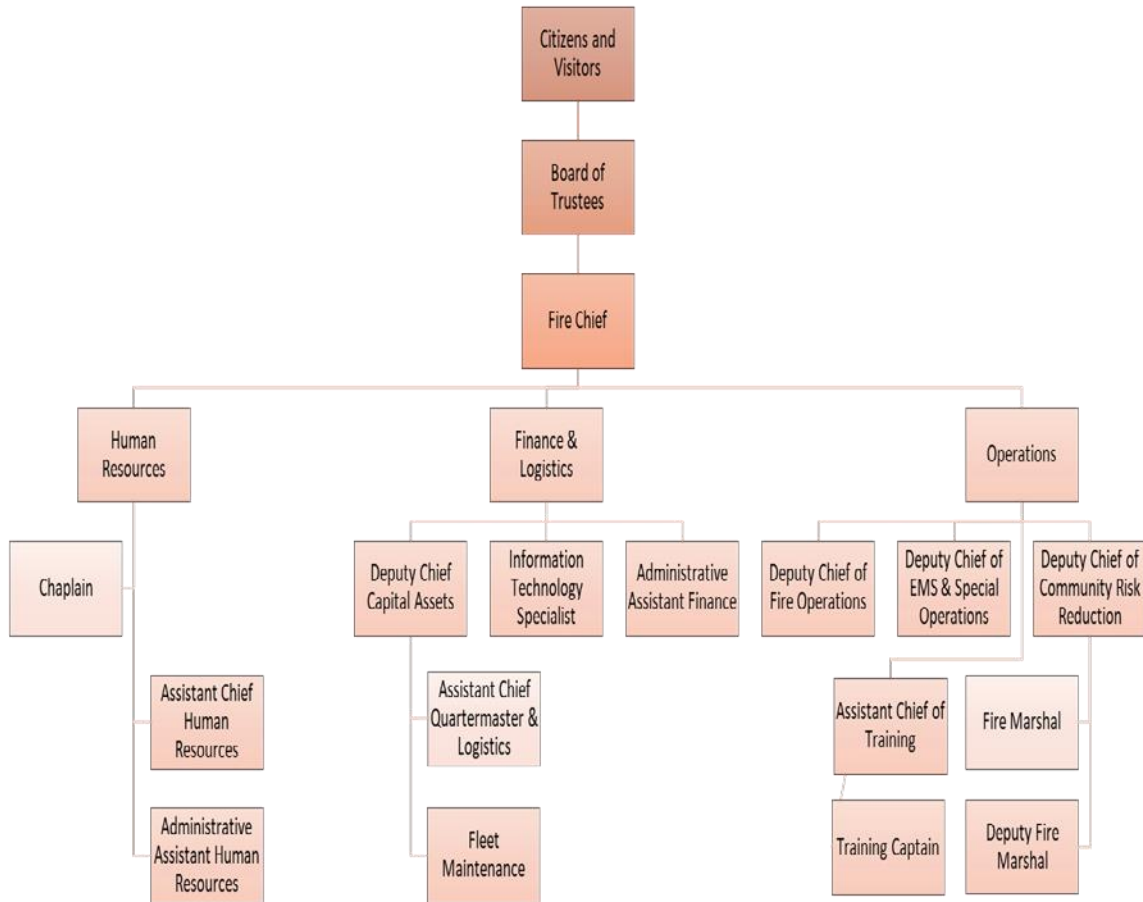 Citizens and
Visitors
Board of
Trustees
Fire Chief
Human
Resources
Finance &
Logistics
Operations
Chaplain
Deputy Chief
Capital Assets
Information
Technology
Specialist
Administrative
Assistant Finance
Deputy Chief of
Fire Operations
Deputy Chief of
EMS & Special
Operations
Deputy Chief of
Community Risk
Reduction
Assistant Chief
Human
Resources
Assistant Chief
Quartermaster &
Logistics
Assistant Chief of
Training
Fire Marshal
Administrative
Assistant Human
Resources
Fleet
Maintenance
Training Captain
Deputy Fire
Marshal